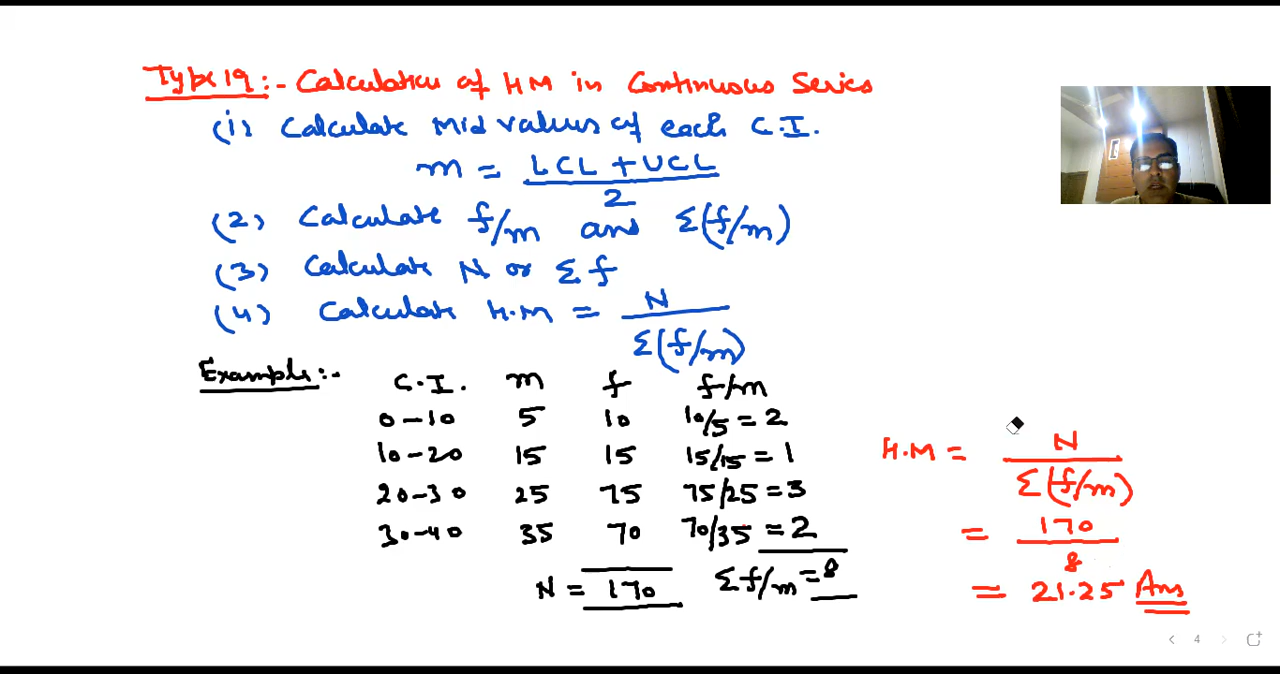 Type 19:- Calculation of HM in Continuous Series
(1) Calculate Mid values of each C.I.
m = LCL + UCL / 2
(2) Calculate f/m and Σ(f/m)
(3) Calculate N or Σf
(4) Calculate H.M = N / Σ(f/m)
Example:-
C.I. m f f/m
0-10 5 10 10/5 = 2
10-20 15 15 15/15 = 1
20-30 25 75 75/25 = 3
30-40 35 70 70/35 = 2
N = 170 Σf/m = 8
H.M = N / Σ(f/m)
= 170 / 8
= 21.25 Ans
4